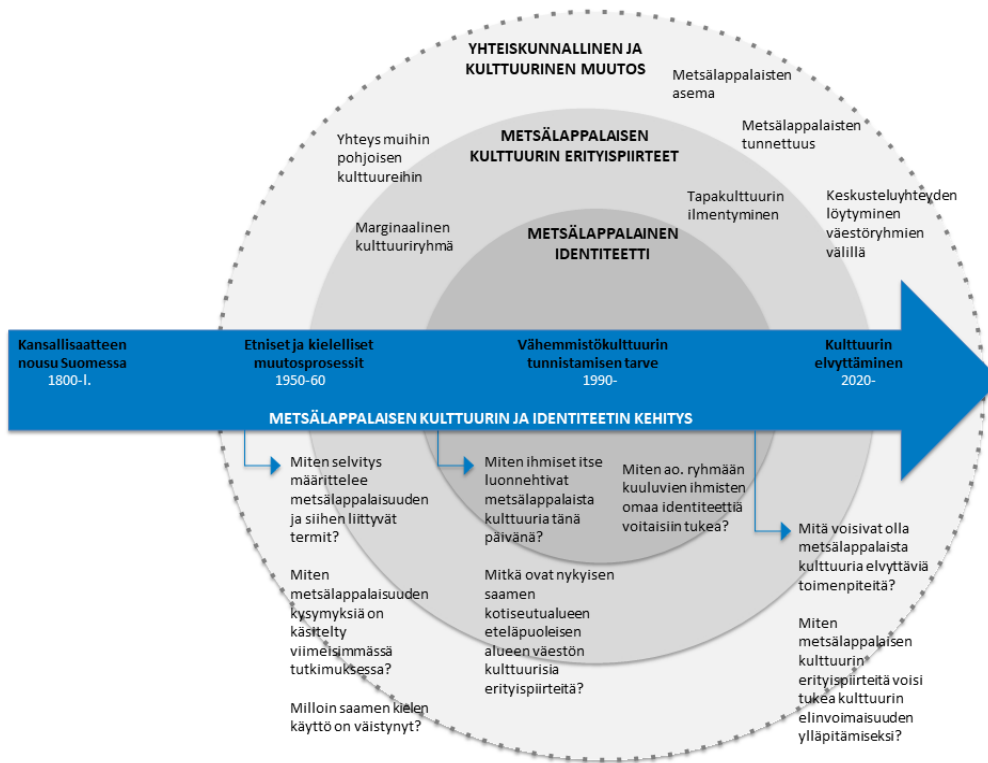 YHTEISKUNNALLINEN JA
KULTTUURINEN MUUTOS
Metsälappalaisten
asema
Metsälappalaisten
tunnettuus
Yhteys muihin
pohjoisen
kulttuureihin
METSÄLAPPALAISEN
KULTTUURIN ERITYISPIIRTEET
Tapakulttuurin
ilmentyminen
Keskusteluyhteyden
löytyminen
väestöryhmien
välillä
Marginaalinen
kulttuuriryhmä
METSÄLAPPALAINEN
IDENTITEETTI
Kansallisaatteen
nousu Suomessa
1800-l.
Etniset ja kielelliset
muutosprosessit
1950-60
Vähemmistökulttuurin
tunnistamisen tarve
1990-
Kulttuurin
elvyttäminen
2020-
METSÄLAPPALAISEN KULTTUURIN JA IDENTITEETIN KEHITYS
Miten selvitys
määrittelee
metsälappalaisuuden
ja siihen liittyvät
termit?
Miten
metsälappalaisuuden
kysymyksiä on
käsitelty
viimeisimmässä
tutkimuksessa?
Milloin saamen kielen
käyttö on väistynyt?
Miten ihmiset itse
luonnehtivat
metsälappalaista
kulttuuria tänä
päivänä?
Mitkä ovat nykyisen
saamen
kotiseutualueen
eteläpuoleisen
alueen väestön
kulttuurisia
erityispiirteitä?
Miten ao. ryhmään
kuuluvien ihmisten
omaa identiteettiä
voitaisiin tukea?
Mitä voisivat olla
metsälappalaista
kulttuuria elvyttäviä
toimenpiteitä?
Miten
metsälappalaisen
kulttuurin
erityispiirteitä voisi
tukea kulttuurin
elinvoimaisuuden
ylläpitämiseksi?